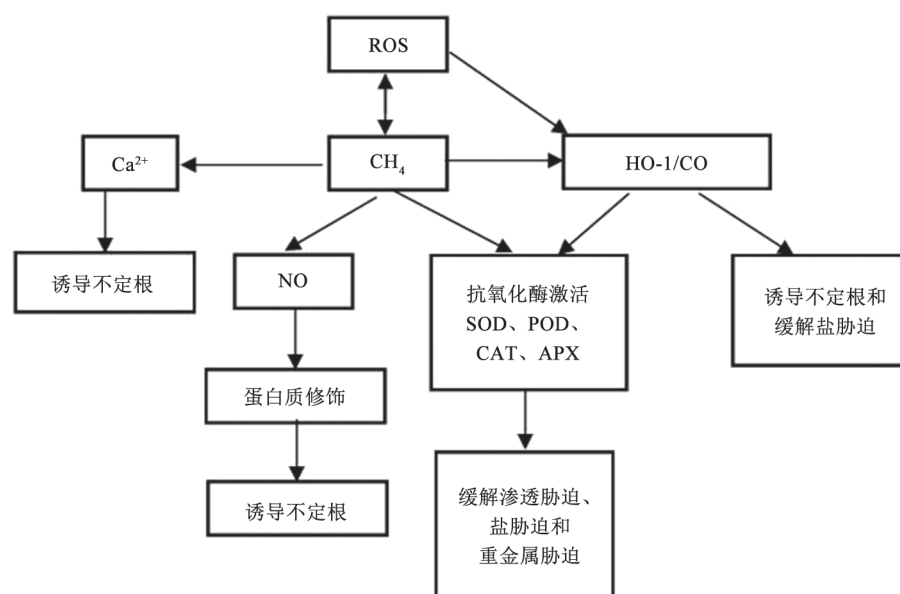 ROS
Ca²⁺
CH₄
HO-1/CO
诱导不定根
NO
抗氧化酶激活
SOD、POD、
CAT、APX
诱导不定根和
缓解盐胁迫
蛋白质修饰
诱导不定根
缓解渗透胁迫、
盐胁迫和
重金属胁迫